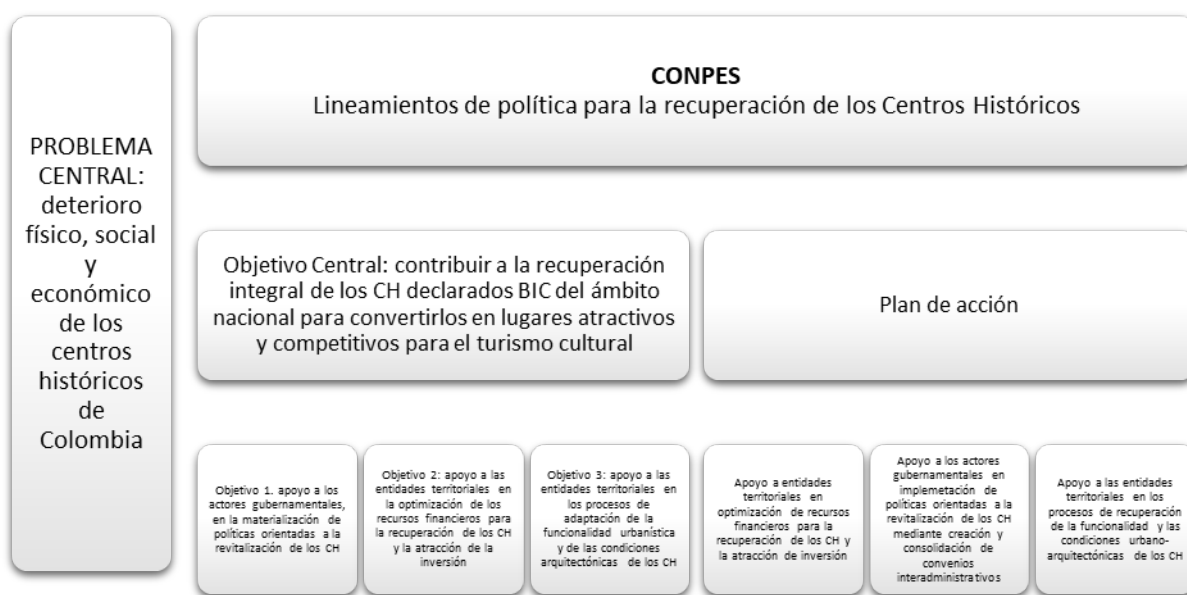 PROBLEMA
CENTRAL:
deterioro
físico, social
y
económico
de los
centros
históricos
de
Colombia
CONPES
Lineamientos de política para la recuperación de los Centros Históricos
Objetivo Central: contribuir a la recuperación
integral de los CH declarados BIC del ámbito
nacional para convertirlos en lugares atractivos
y competitivos para el turismo cultural
Plan de acción
Objetivo 1. apoyo a los
actores gubernamentales,
en la materialización de
políticas orientadas a la
revitalización de los CH
Objetivo 2: apoyo a las
entidades territoriales en
la optimización de los
recursos financieros para
la recuperación de los CH
y la atracción de la
inversión
Objetivo 3: apoyo a las
entidades territoriales en
los procesos de
adaptación de la
funcionalidad urbanística
y de las condiciones
arquitectónicas de los CH
Apoyo a entidades
territoriales en
optimización de recursos
financieros para la
recuperación de los CH y
la atracción de inversión
Apoyo a los actores
gubernamentales en
implemetación de
políticas orientadas a la
revitalización de los CH
mediante creación y
consolidación de
convenios
interadministrativos
Apoyo a las entidades
territoriales en los
procesos de recuperación
de la funcionalidad y las
condiciones urbano-
arquitectónicas de los CH